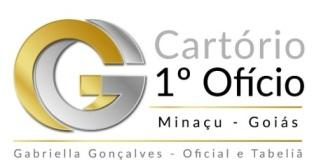 Cartório
1º Ofício
Minaçu - Goiás
Gabriella Gonçalves - Oficial e Tabeliã